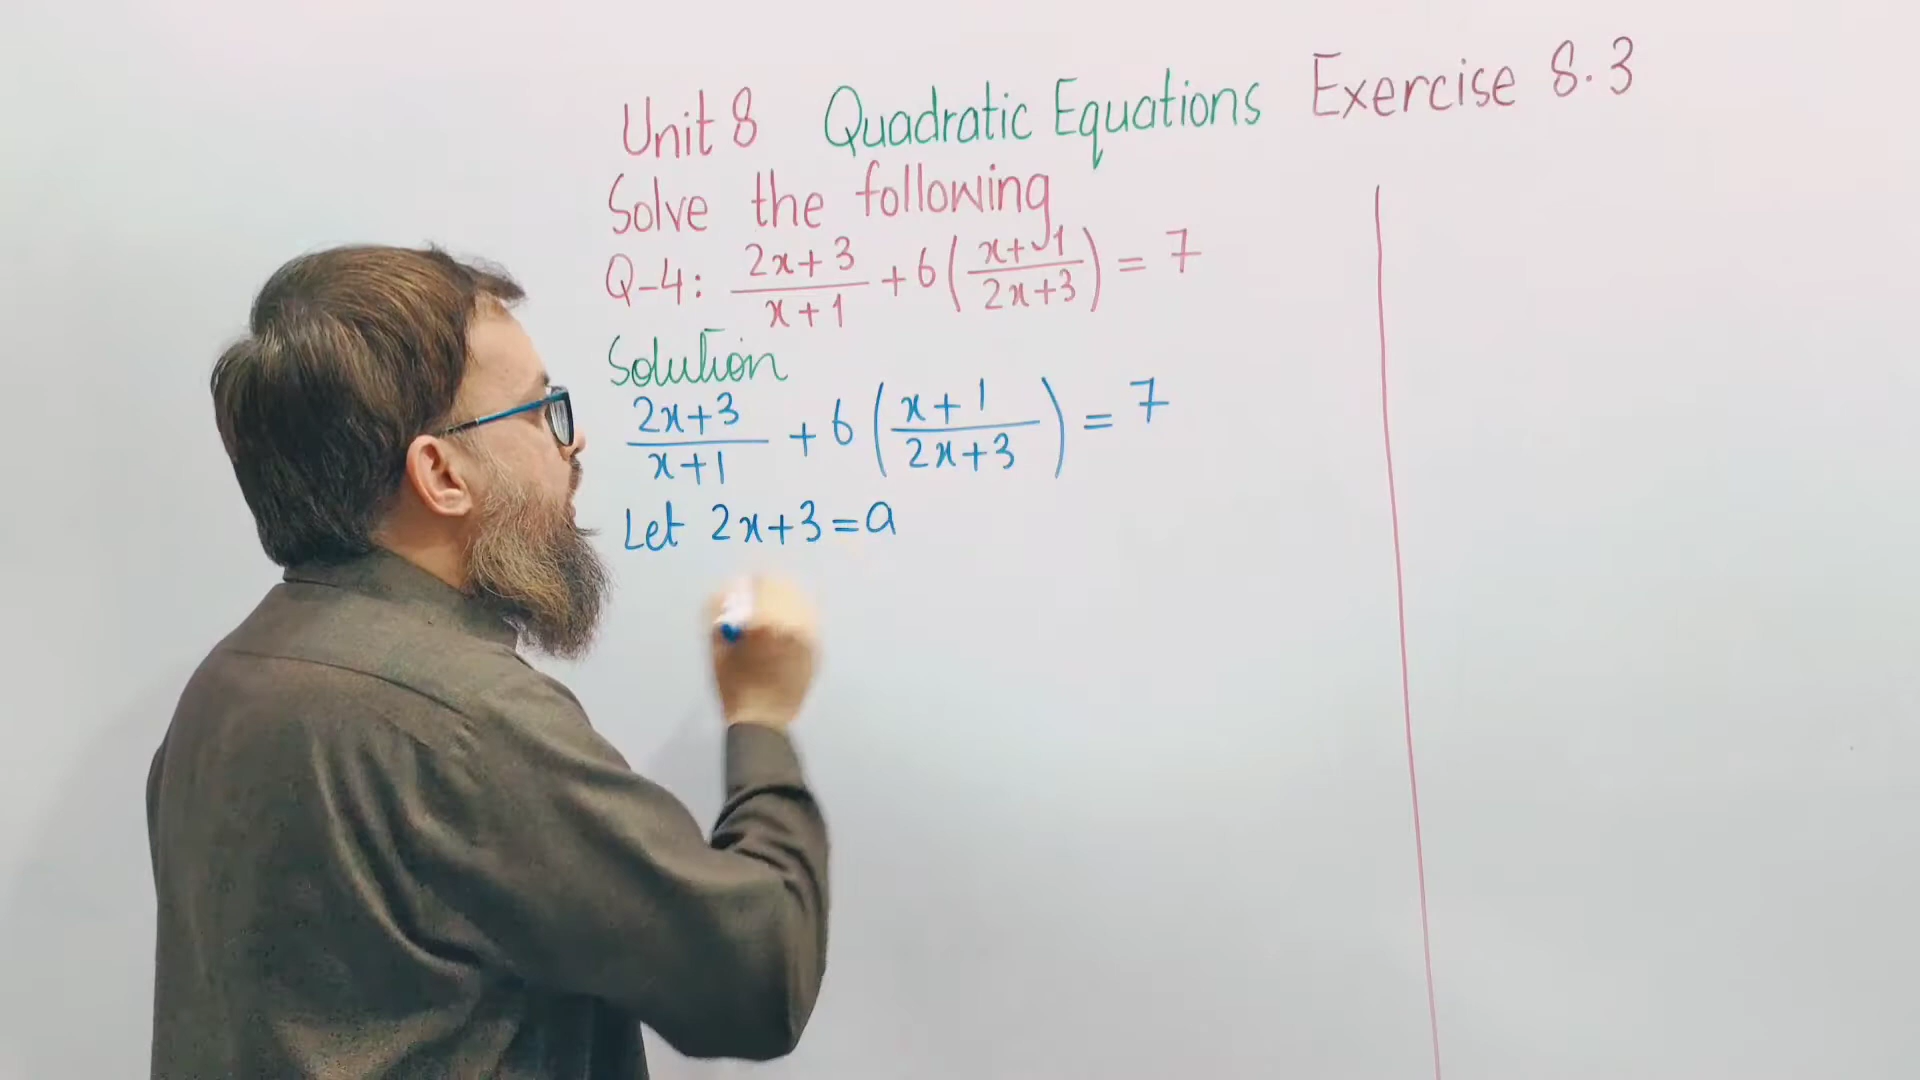 Unit 8 Quadratic Equations Exercise 8.3
Solve the following
Q-4: (2x+3)/(x+1) + 6((x+1)/(2x+3)) = 7
Solution
(2x+3)/(x+1) + 6((x+1)/(2x+3)) = 7
Let 2x+3=a